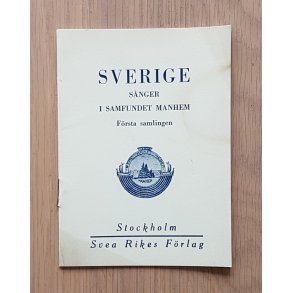 SVERIGE
SÅNGER
I SAMFUNDET MANHEM
Första samlingen
Stockholm
Svea Rikes Förlag